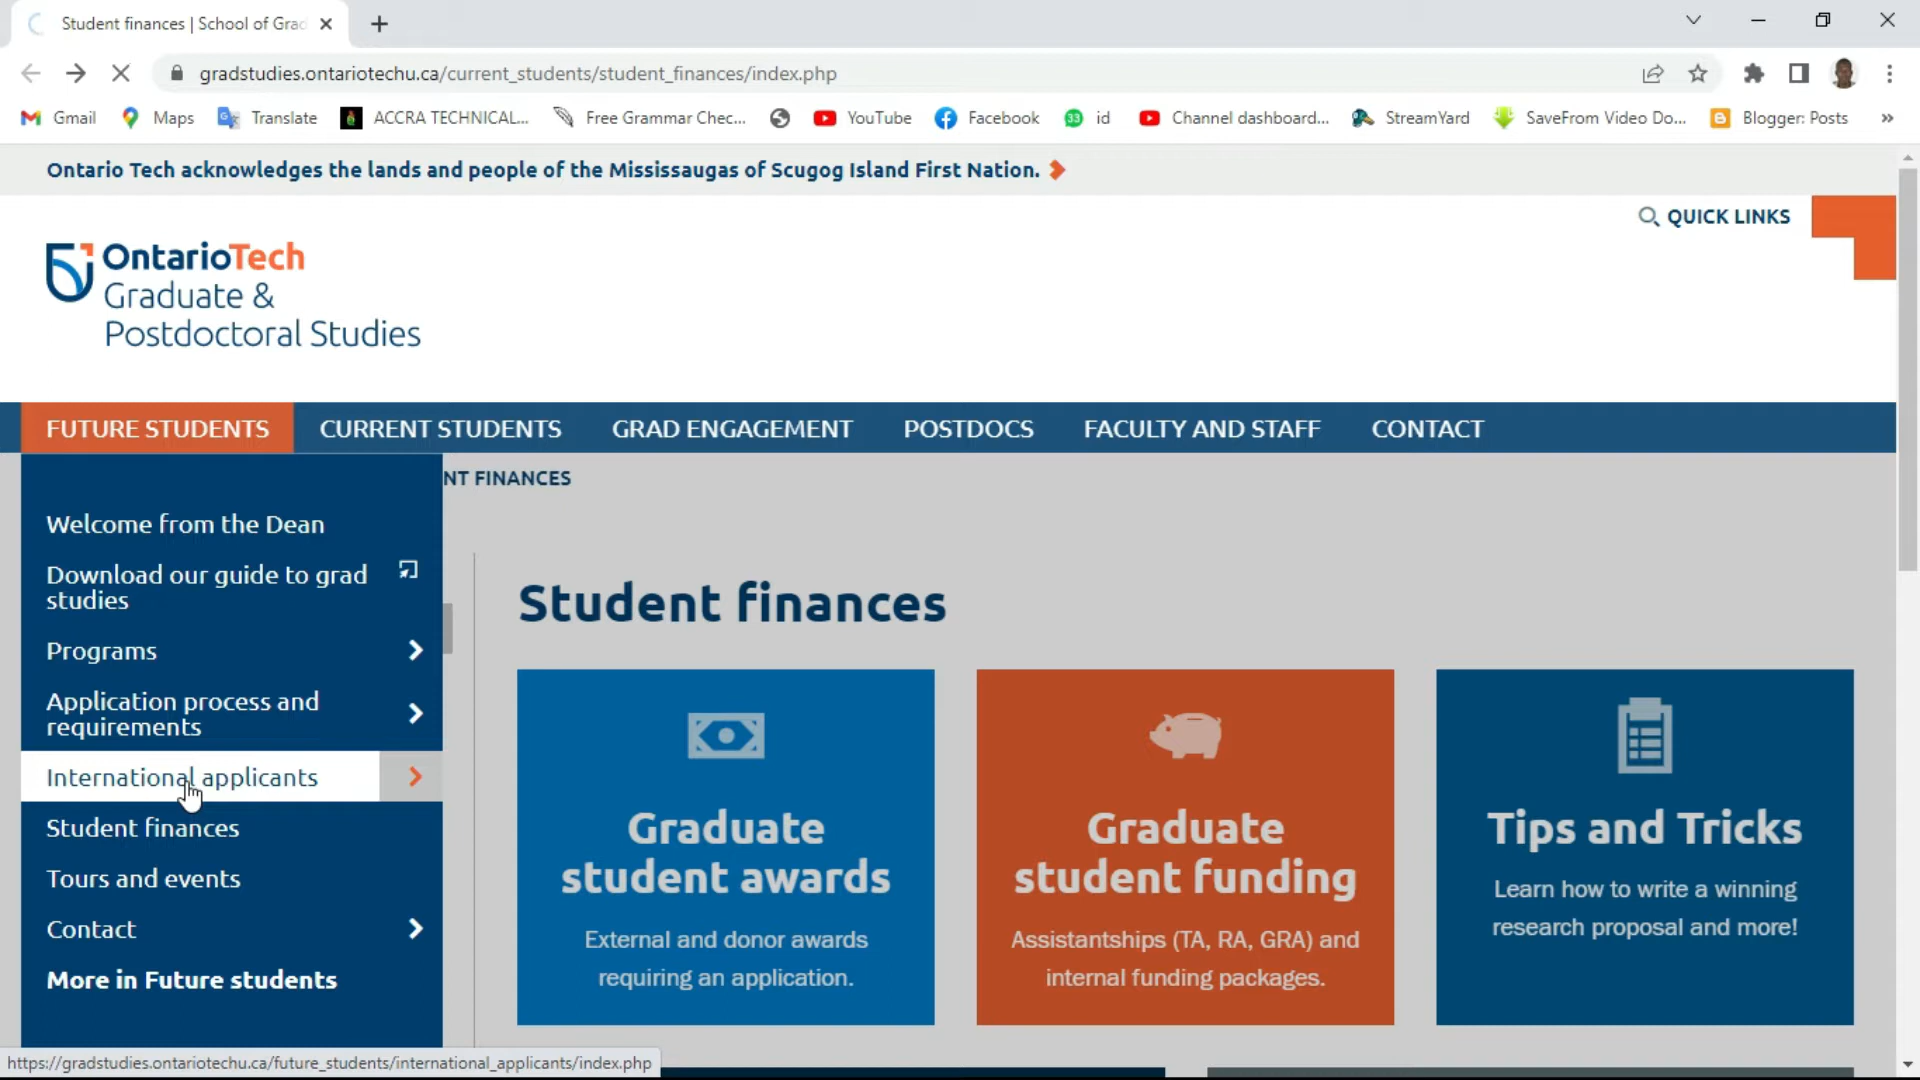 Student finances | School of Grad
gradstudies.ontariotechu.ca/current_students/student_finances/index.php
Gmail
Maps
Translate
ACCRA TECHNICAL...
Free Grammar Chec...
YouTube
Facebook
33
id
Channel dashboard...
StreamYard
SaveFrom Video Do...
Blogger: Posts
»
Ontario Tech acknowledges the lands and people of the Mississaugas of Scugog Island First Nation.
QUICK LINKS
OntarioTech
Graduate &
Postdoctoral Studies
FUTURE STUDENTS
CURRENT STUDENTS
GRAD ENGAGEMENT
POSTDOCS
FACULTY AND STAFF
CONTACT
NT FINANCES
Welcome from the Dean
Download our guide to grad
studies
Programs
Application process and
requirements
International applicants
Student finances
Tours and events
Contact
More in Future students
Student finances
Graduate
student awards
External and donor awards
requiring an application.
Graduate
student funding
Assistantships (TA, RA, GRA) and
internal funding packages.
Tips and Tricks
Learn how to write a winning
research proposal and more!
https://gradstudies.ontariotechu.ca/future_students/international_applicants/index.php